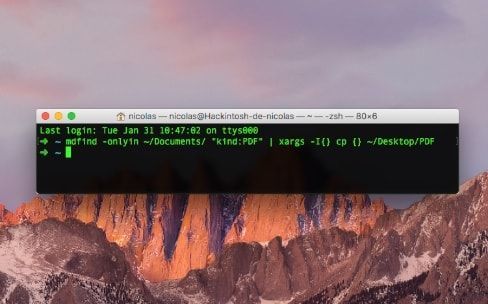 nicolas — nicolas@Hackintosh-de-nicolas — ~ — -zsh — 80×6
Last login: Tue Jan 31 10:47:02 on ttys000
➜ ~ mdfind -onlyin ~/Documents/ "kind:PDF" | xargs -I{} cp {} ~/Desktop/PDF
➜ ~